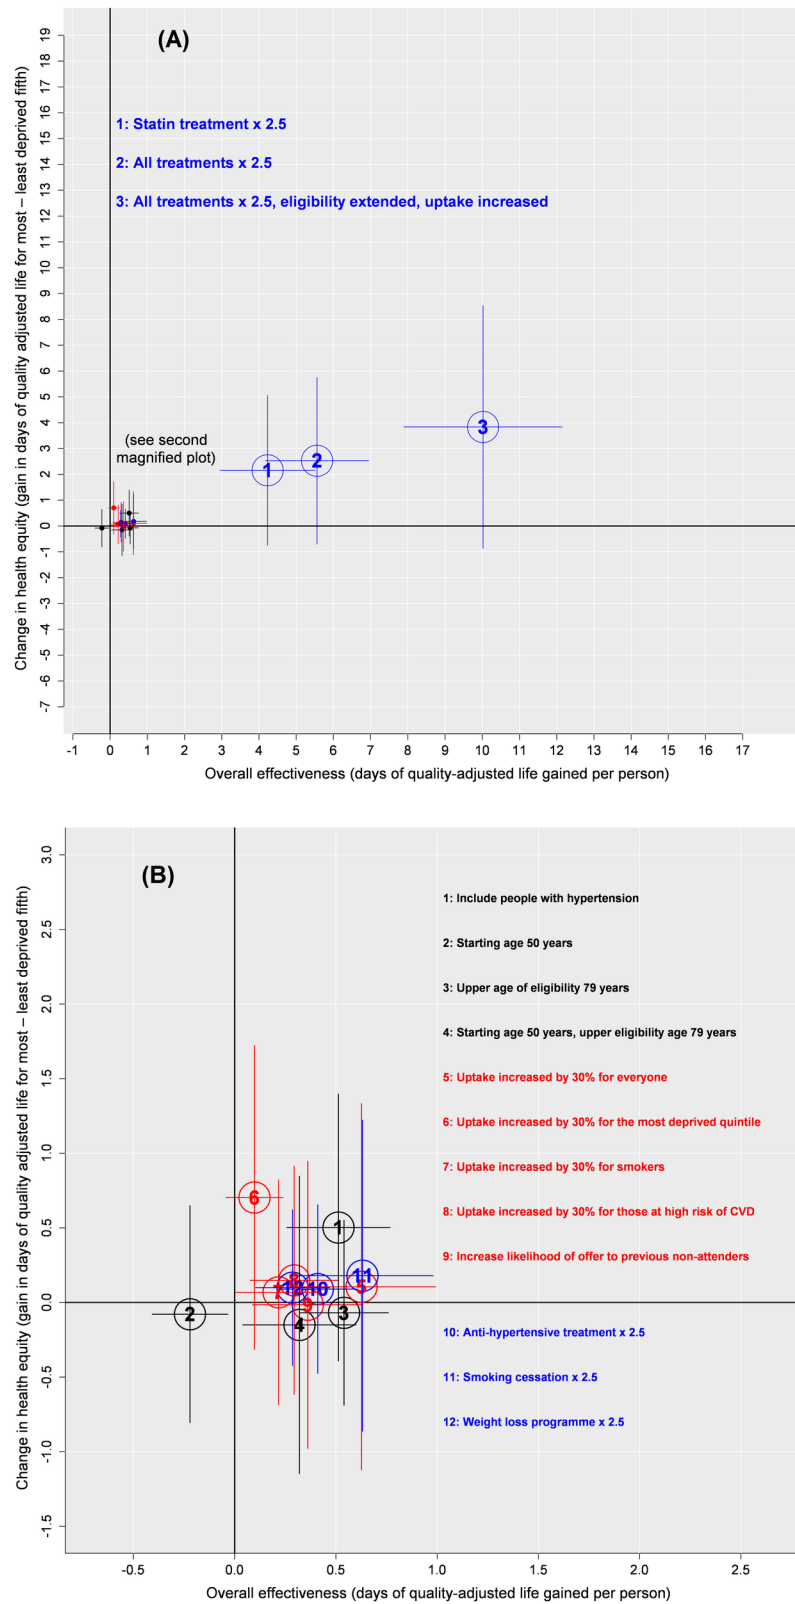 (A)
19
18
17
16
15
14
13
12
11
10
9
8
7
6
5
4
3
2
1
0
-1
-2
-3
-4
-5
-6
-7
Change in health equity (gain in days of quality adjusted life for most – least deprived fifth)
1: Statin treatment x 2.5
2: All treatments x 2.5
3: All treatments x 2.5, eligibility extended, uptake increased
(see second
magnified plot)
1
2
3
-1 0 1 2 3 4 5 6 7 8 9 10 11 12 13 14 15 16 17
Overall effectiveness (days of quality-adjusted life gained per person)
(B)
3.0
2.5
2.0
1.5
1.0
0.5
0.0
-0.5
-1.0
-1.5
Change in health equity (gain in days of quality adjusted life for most – least deprived fifth)
1: Include people with hypertension
2: Starting age 50 years
3: Upper age of eligibility 79 years
4: Starting age 50 years, upper eligibility age 79 years
5: Uptake increased by 30% for everyone
6: Uptake increased by 30% for the most deprived quintile
7: Uptake increased by 30% for smokers
8: Uptake increased by 30% for those at high risk of CVD
9: Increase likelihood of offer to previous non-attenders
10: Anti-hypertensive treatment x 2.5
11: Smoking cessation x 2.5
12: Weight loss programme x 2.5
6
1
8
11
7
12
10
5
9
2
3
4
-0.5 0.0 0.5 1.0 1.5 2.0 2.5
Overall effectiveness (days of quality-adjusted life gained per person)